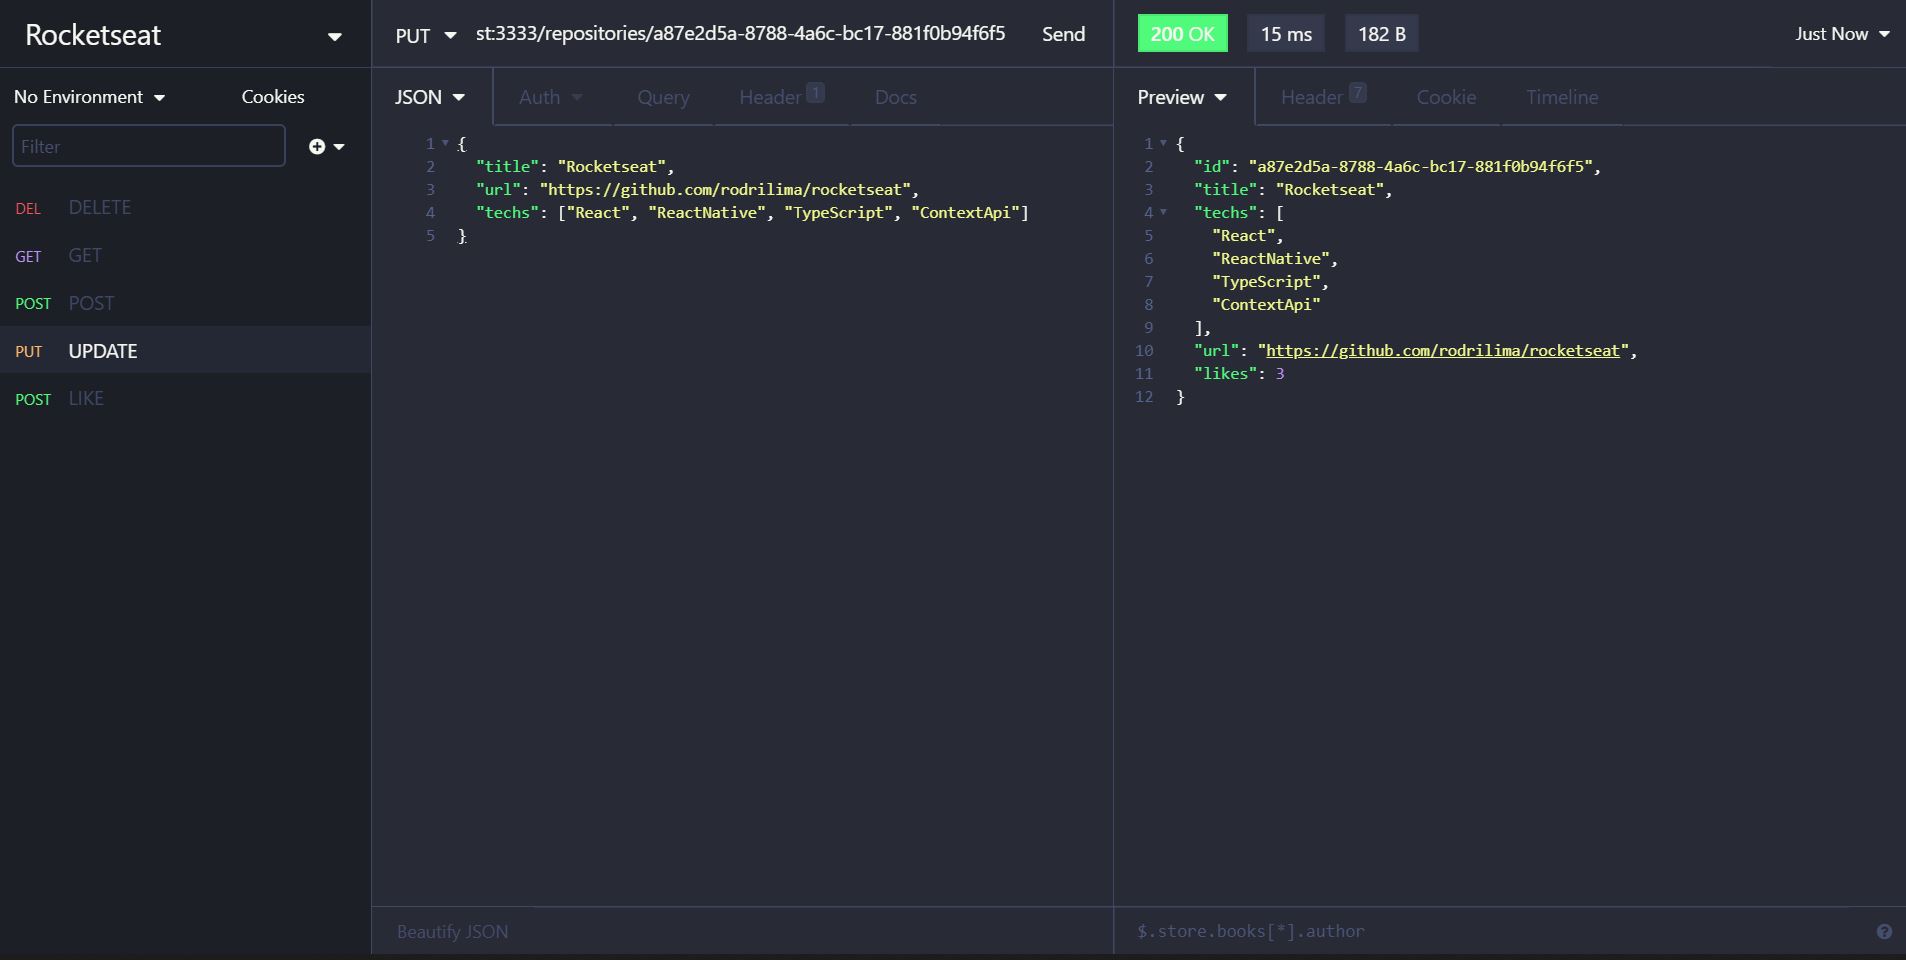 Rocketseat
No Environment
Cookies
Filter
DEL DELETE
GET GET
POST POST
PUT UPDATE
POST LIKE
PUT st:3333/repositories/a87e2d5a-8788-4a6c-bc17-881f0b94f6f5 Send
JSON Auth Query Header 1 Docs
1 {
2 "title": "Rocketseat",
3 "url": "https://github.com/rodrilima/rocketseat",
4 "techs": ["React", "ReactNative", "TypeScript", "ContextApi"]
5 }
Beautify JSON
200 OK 15 ms 182 B Just Now
Preview Header 7 Cookie Timeline
1 {
2 "id": "a87e2d5a-8788-4a6c-bc17-881f0b94f6f5",
3 "title": "Rocketseat",
4 "techs": [
5 "React",
6 "ReactNative",
7 "TypeScript",
8 "ContextApi"
9 ],
10 "url": "https://github.com/rodrilima/rocketseat",
11 "likes": 3
12 }
$.store.books[*].author